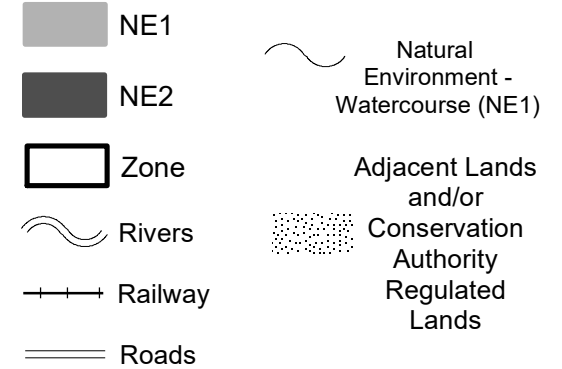 NE1
NE2
Zone
Rivers
Railway
Roads
Natural
Environment -
Watercourse (NE1)
Adjacent Lands
and/or
Conservation
Authority
Regulated
Lands